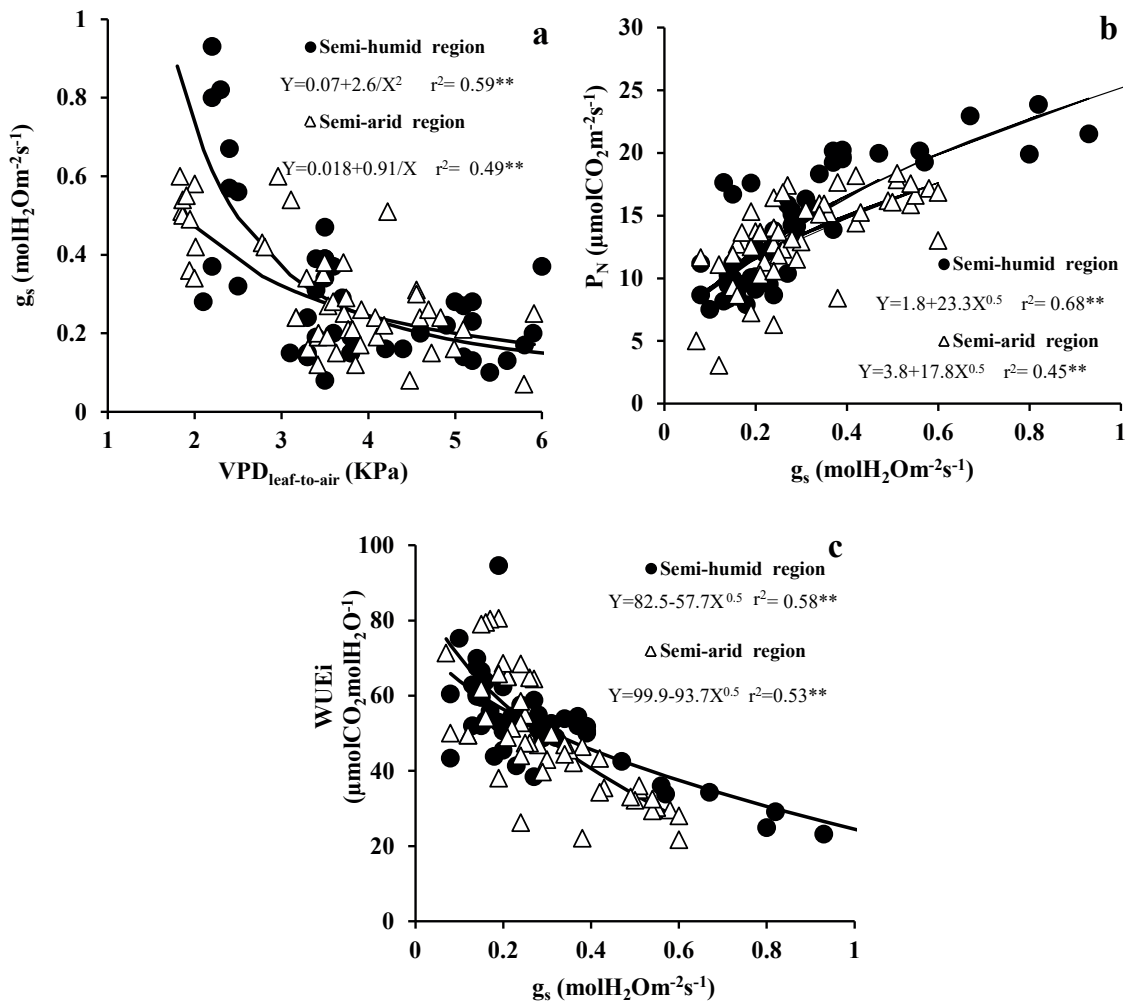 a
Semi-humid region
Y=0.07+2.6/X² r²= 0.59**
Semi-arid region
Y=0.018+0.91/X r²= 0.49**
gₛ (molH₂Om⁻²s⁻¹)
1
0.8
0.6
0.4
0.2
0
1 2 3 4 5 6
VPDleaf-to-air (KPa)
b
P_N (µmolCO₂m⁻²s⁻¹)
30
25
20
15
10
5
0
Semi-humid region
Y=1.8+23.3X⁰·⁵ r²= 0.68**
Semi-arid region
Y=3.8+17.8X⁰·⁵ r²= 0.45**
0 0.2 0.4 0.6 0.8 1
gₛ (molH₂Om⁻²s⁻¹)
c
Semi-humid region
Y=82.5-57.7X⁰·⁵ r²= 0.58**
Semi-arid region
Y=99.9-93.7X⁰·⁵ r²=0.53**
WUEi
(µmolCO₂molH₂O⁻¹)
100
80
60
40
20
0
0 0.2 0.4 0.6 0.8 1
gₛ (molH₂Om⁻²s⁻¹)